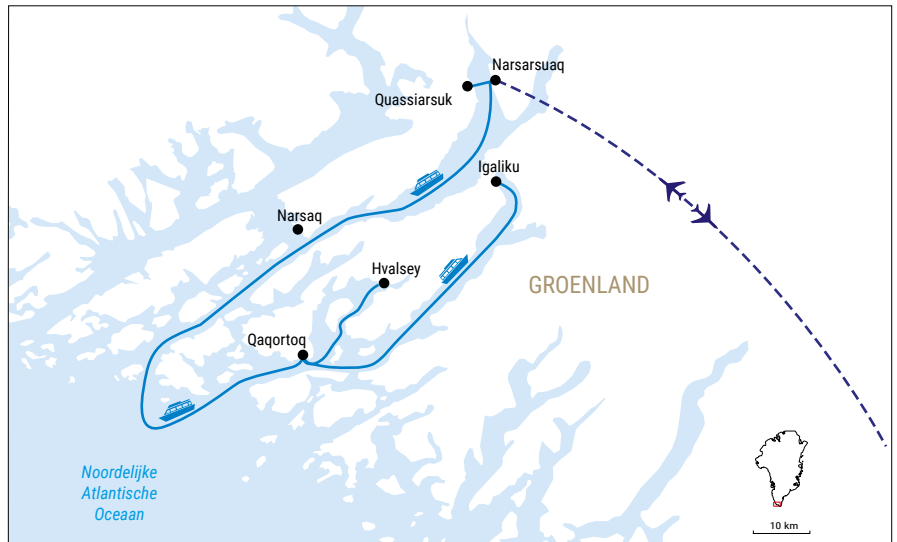 Narsarsuaq
Quassiarsuk
Igaliku
Narsaq
Hvalsey
GROENLAND
Qaqortoq
Noordelijke
Atlantische
Oceaan
10 km